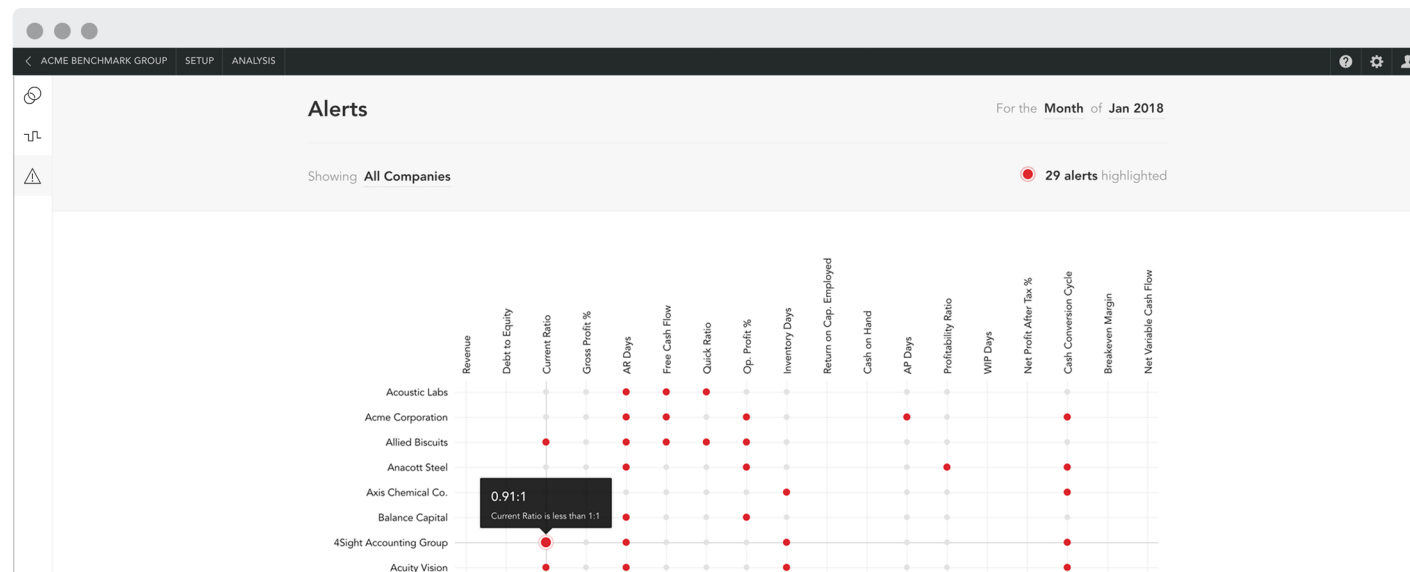 ACME BENCHMARK GROUP SETUP ANALYSIS
Alerts
For the Month of Jan 2018
Showing All Companies
29 alerts highlighted
Revenue
Debt to Equity
Current Ratio
Gross Profit %
AR Days
Free Cash Flow
Quick Ratio
Op. Profit %
Inventory Days
Return on Cap. Employed
Cash on Hand
AP Days
Profitability Ratio
WIP Days
Net Profit After Tax %
Cash Conversion Cycle
Breakeven Margin
Net Variable Cash Flow
Acoustic Labs
Acme Corporation
Allied Biscuits
Anacott Steel
Axis Chemical Co.
0.91:1
Current Ratio is less than 1:1
Balance Capital
4Sight Accounting Group
Acuity Vision